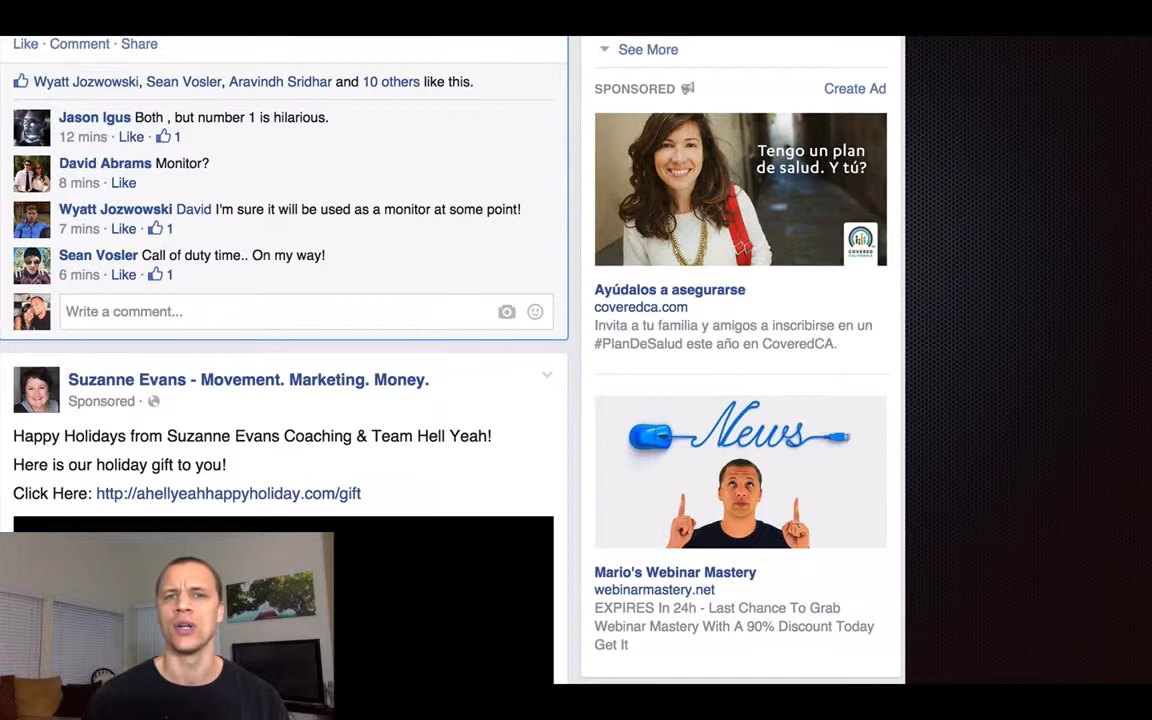 Like · Comment · Share
Wyatt Jozwowski, Sean Vosler, Aravindh Sridhar and 10 others like this.
Jason Igus Both , but number 1 is hilarious.
12 mins · Like · 1
David Abrams Monitor?
8 mins · Like
Wyatt Jozwowski David I'm sure it will be used as a monitor at some point!
7 mins · Like · 1
Sean Vosler Call of duty time.. On my way!
6 mins · Like · 1
Write a comment...
Suzanne Evans - Movement. Marketing. Money.
Sponsored ·
Happy Holidays from Suzanne Evans Coaching & Team Hell Yeah!
Here is our holiday gift to you!
Click Here: http://ahellyeahhappyholiday.com/gift
See More
SPONSORED
Create Ad
Tengo un plan
de salud. Y tú?
COVERED
CALIFORNIA
Ayúdalos a asegurarse
coveredca.com
Invita a tu familia y amigos a inscribirse en un
#PlanDeSalud este año en CoveredCA.
News
Mario's Webinar Mastery
webinarmastery.net
EXPIRES In 24h - Last Chance To Grab
Webinar Mastery With A 90% Discount Today
Get It